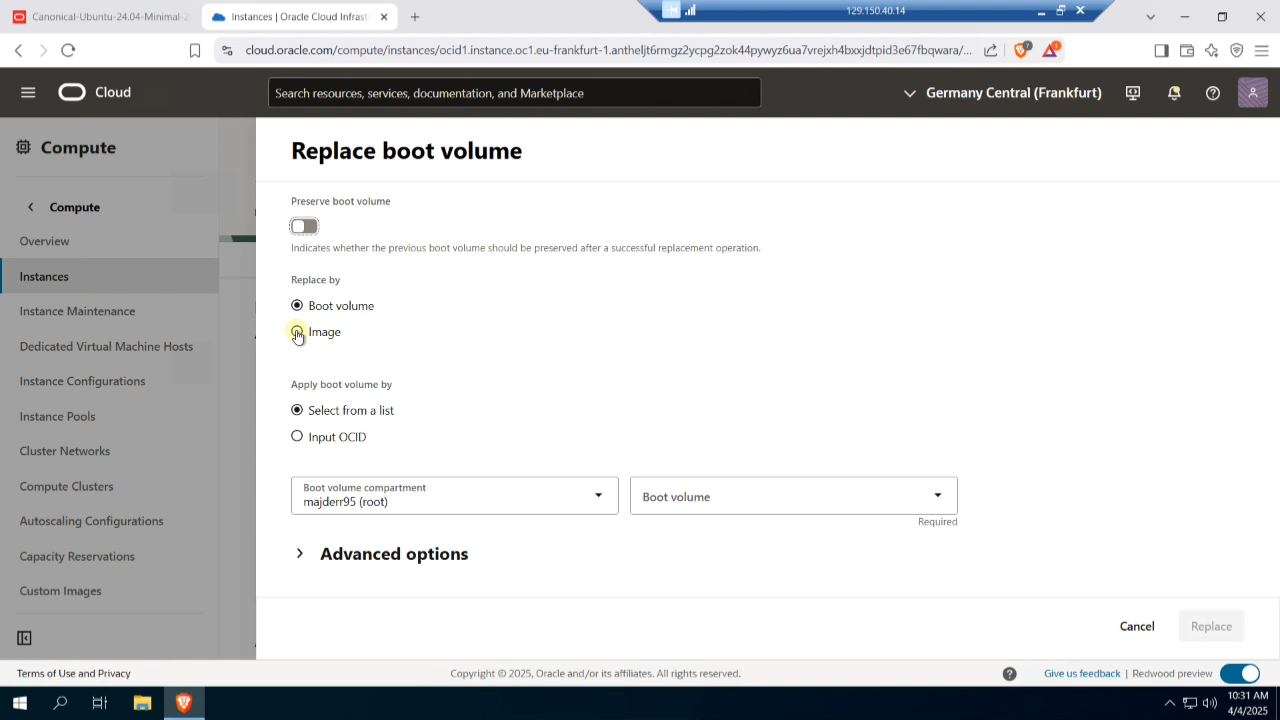 Canonical-Ubuntu-24.04-Minimal-2
Instances | Oracle Cloud Infrast
129.150.40.14
cloud.oracle.com/compute/instances/ocid1.instance.oc1.eu-frankfurt-1.antheljt6rmgz2ycpg2zok44pywyz6ua7vrejxh4bxxjdtpid3e67fbqwara/...
Cloud
Search resources, services, documentation, and Marketplace
Germany Central (Frankfurt)
Compute
Compute
Overview
Instances
Instance Maintenance
Dedicated Virtual Machine Hosts
Instance Configurations
Instance Pools
Cluster Networks
Compute Clusters
Autoscaling Configurations
Capacity Reservations
Custom Images
Replace boot volume
Preserve boot volume
Indicates whether the previous boot volume should be preserved after a successful replacement operation.
Replace by
Boot volume
Image
Apply boot volume by
Select from a list
Input OCID
Boot volume compartment
majderr95 (root)
Boot volume
Required
Advanced options
Cancel
Replace
Terms of Use and Privacy
Copyright © 2025, Oracle and/or its affiliates. All rights reserved.
Give us feedback | Redwood preview
10:31 AM
4/4/2025